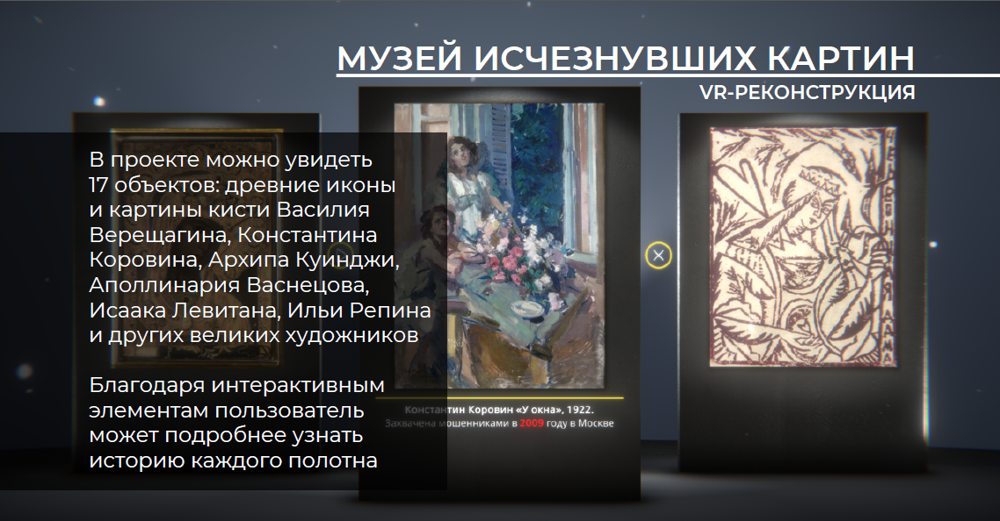 МУЗЕЙ ИСЧЕЗНУВШИХ КАРТИН
VR-РЕКОНСТРУКЦИЯ
В проекте можно увидеть
17 объектов: древние иконы
и картины кисти Василия
Верещагина, Константина
Коровина, Архипа Куинджи,
Аполлинария Васнецова,
Исаака Левитана, Ильи Репина
и других великих художников
Благодаря интерактивным
элементам пользователь
может подробнее узнать
историю каждого полотна
Константин Коровин «У окна», 1922.
Захвачена мошенниками в 2009 году в Москве